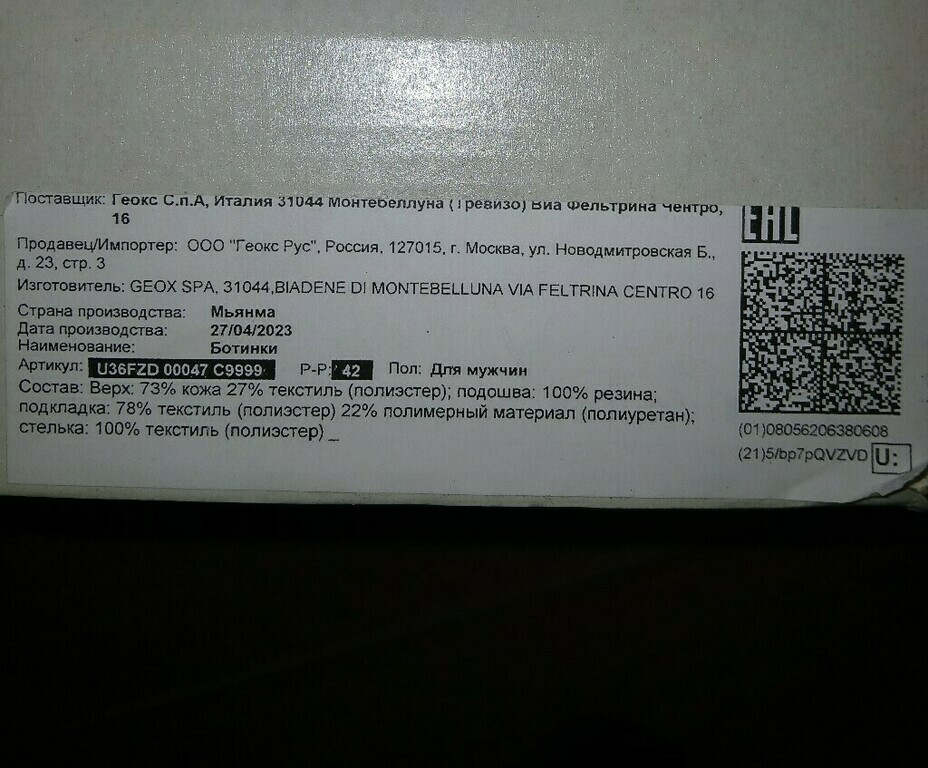 Поставщик: Геокс С.п.А, Италия 31044 Монтебеллуна (Тревизо) Виа Фельтрина Чентро,
16
EAC
Продавец/Импортер: ООО "Геокс Рус", Россия, 127015, г. Москва, ул. Новодмитровская Б.,
д. 23, стр. 3
Изготовитель: GEOX SPA, 31044,BIADENE DI MONTEBELLUNA VIA FELTRINA CENTRO 16
Страна производства: Мьянма
Дата производства: 27/04/2023
Наименование: Ботинки
Артикул: U36FZD 00047 C9999 Р-Р: 42 Пол: Для мужчин
Состав: Верх: 73% кожа 27% текстиль (полиэстер); подошва: 100% резина;
подкладка: 78% текстиль (полиэстер) 22% полимерный материал (полиуретан);
стелька: 100% текстиль (полиэстер) _
(01)08056206380608
(21)5/bp7pQVZVD U: